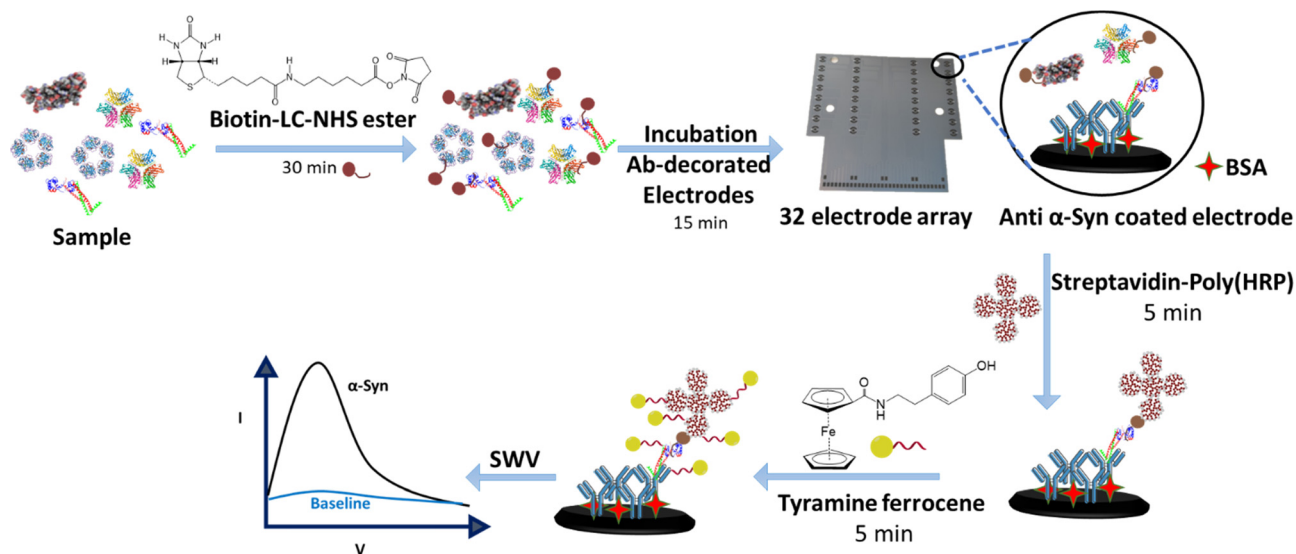 O
H
N
N
H
H
H
S
O
H
N
O
O
O
N
O
Biotin-LC-NHS ester
30 min
Sample
Incubation
Ab-decorated
Electrodes
15 min
32 electrode array
BSA
Anti α-Syn coated electrode
Streptavidin-Poly(HRP)
5 min
O
N
H
OH
Fe
Tyramine ferrocene
5 min
SWV
I
α-Syn
Baseline
V